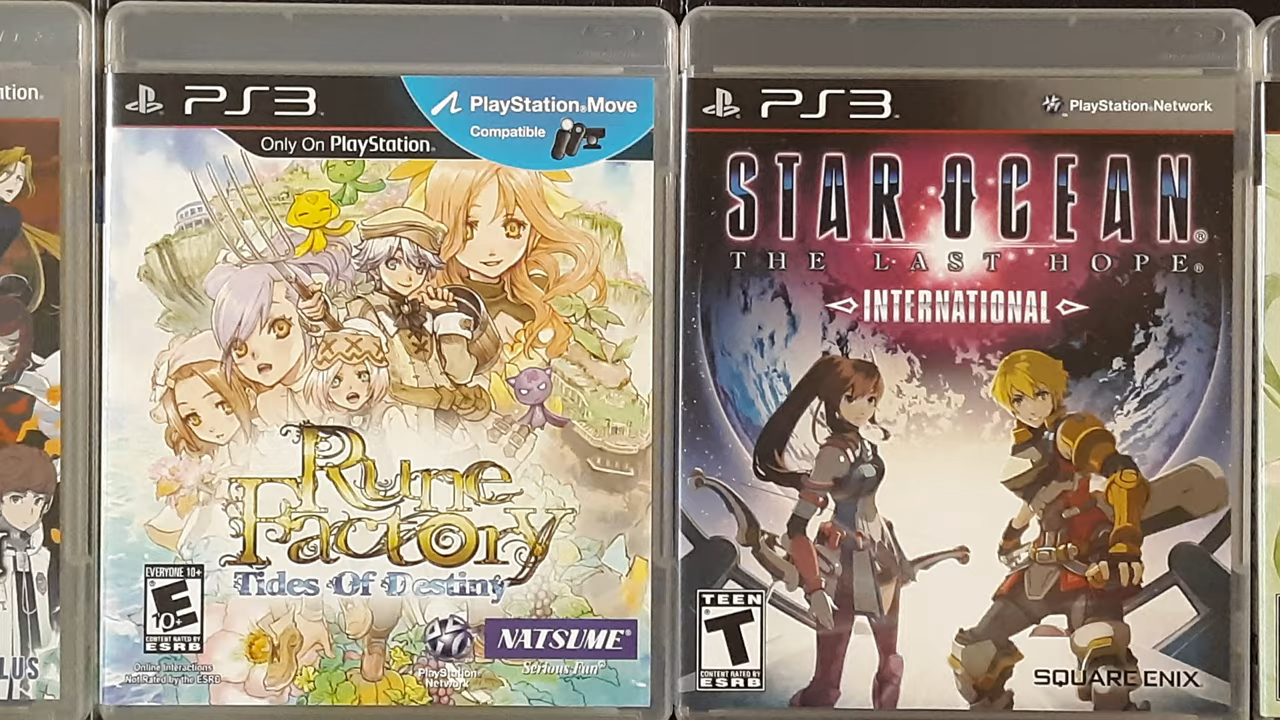 tion.
LUS
PS3
PlayStation®Move
Compatible
Only On PlayStation®
Rune
Factory
Tides Of Destiny
EVERYONE 10+
E
10+
CONTENT RATED BY
ESRB
Online Interactions
Not Rated by the ESRB
PlayStation
Network
NATSUME®
Serious Fun®
PS3
PlayStation®Network
STAR OCEAN®
THE LAST HOPE®
INTERNATIONAL
TEEN
T
CONTENT RATED BY
ESRB
SQUARE ENIX